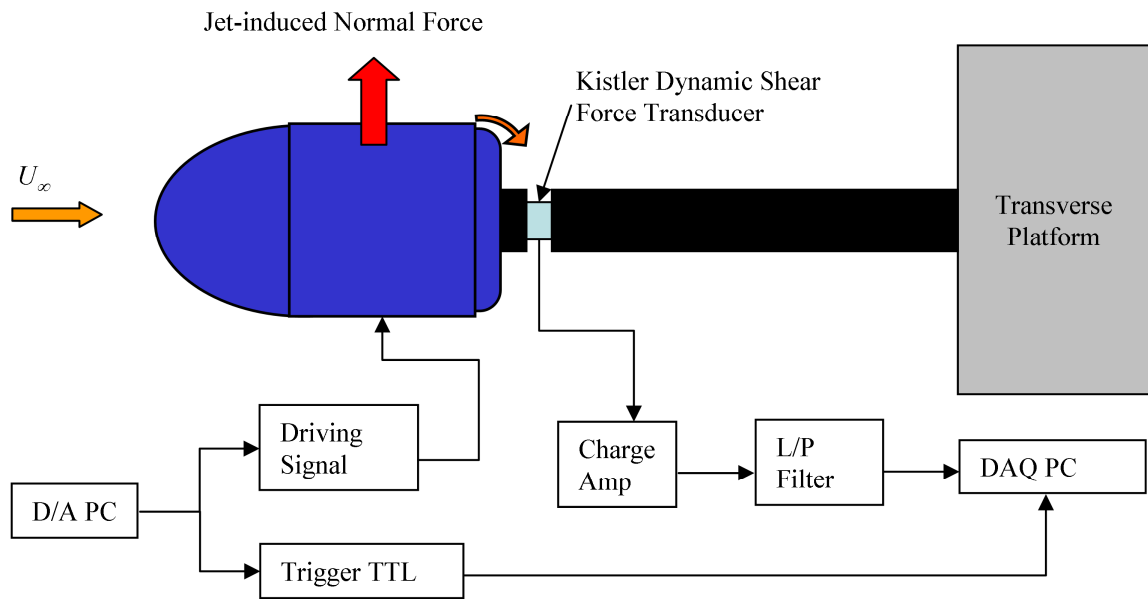 Jet-induced Normal Force
Kistler Dynamic Shear
Force Transducer
U∞
Transverse
Platform
Driving
Signal
Charge
Amp
L/P
Filter
DAQ PC
D/A PC
Trigger TTL